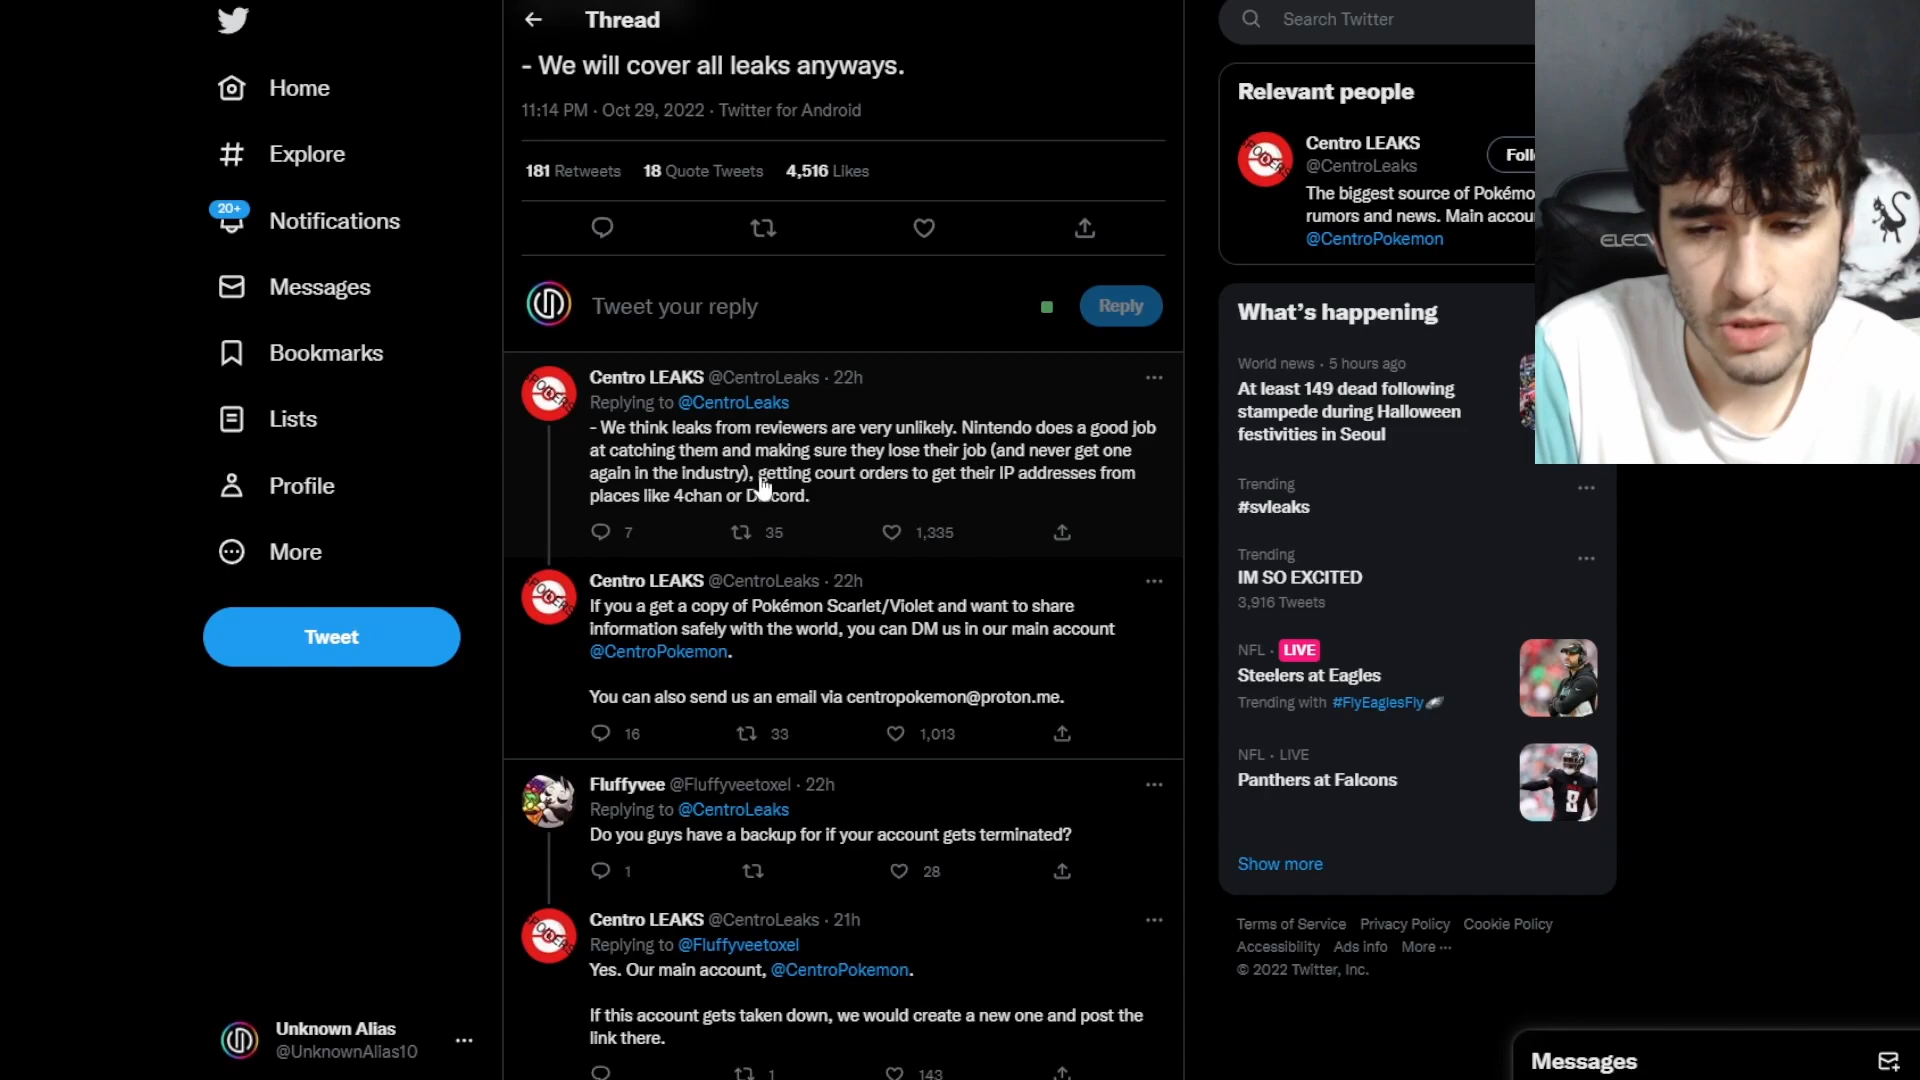 Thread
- We will cover all leaks anyways.
11:14 PM · Oct 29, 2022 · Twitter for Android
181 Retweets 18 Quote Tweets 4,516 Likes
Tweet your reply
Reply
Centro LEAKS @CentroLeaks · 22h
Replying to @CentroLeaks
- We think leaks from reviewers are very unlikely. Nintendo does a good job
at catching them and making sure they lose their job (and never get one
again in the industry), getting court orders to get their IP addresses from
places like 4chan or Discord.
7 35 1,335
Centro LEAKS @CentroLeaks · 22h
If you a get a copy of Pokémon Scarlet/Violet and want to share
information safely with the world, you can DM us in our main account
@CentroPokemon.
You can also send us an email via centropokemon@proton.me.
16 33 1,013
Fluffyvee @Fluffyveetoxel · 22h
Replying to @CentroLeaks
Do you guys have a backup for if your account gets terminated?
1 28
Centro LEAKS @CentroLeaks · 21h
Replying to @Fluffyveetoxel
Yes. Our main account, @CentroPokemon.
If this account gets taken down, we would create a new one and post the
link there.
1 143
Home
Explore
20+
Notifications
Messages
Bookmarks
Lists
Profile
More
Tweet
Unknown Alias
@UnknownAlias10
Search Twitter
Relevant people
Centro LEAKS
@CentroLeaks
Foll
The biggest source of Pokémo
rumors and news. Main accou
@CentroPokemon
What's happening
World news · 5 hours ago
At least 149 dead following
stampede during Halloween
festivities in Seoul
Trending
#svleaks
Trending
IM SO EXCITED
3,916 Tweets
NFL · LIVE
Steelers at Eagles
Trending with #FlyEaglesFly
NFL · LIVE
Panthers at Falcons
8
Show more
Terms of Service Privacy Policy Cookie Policy
Accessibility Ads info More ···
© 2022 Twitter, Inc.
Messages